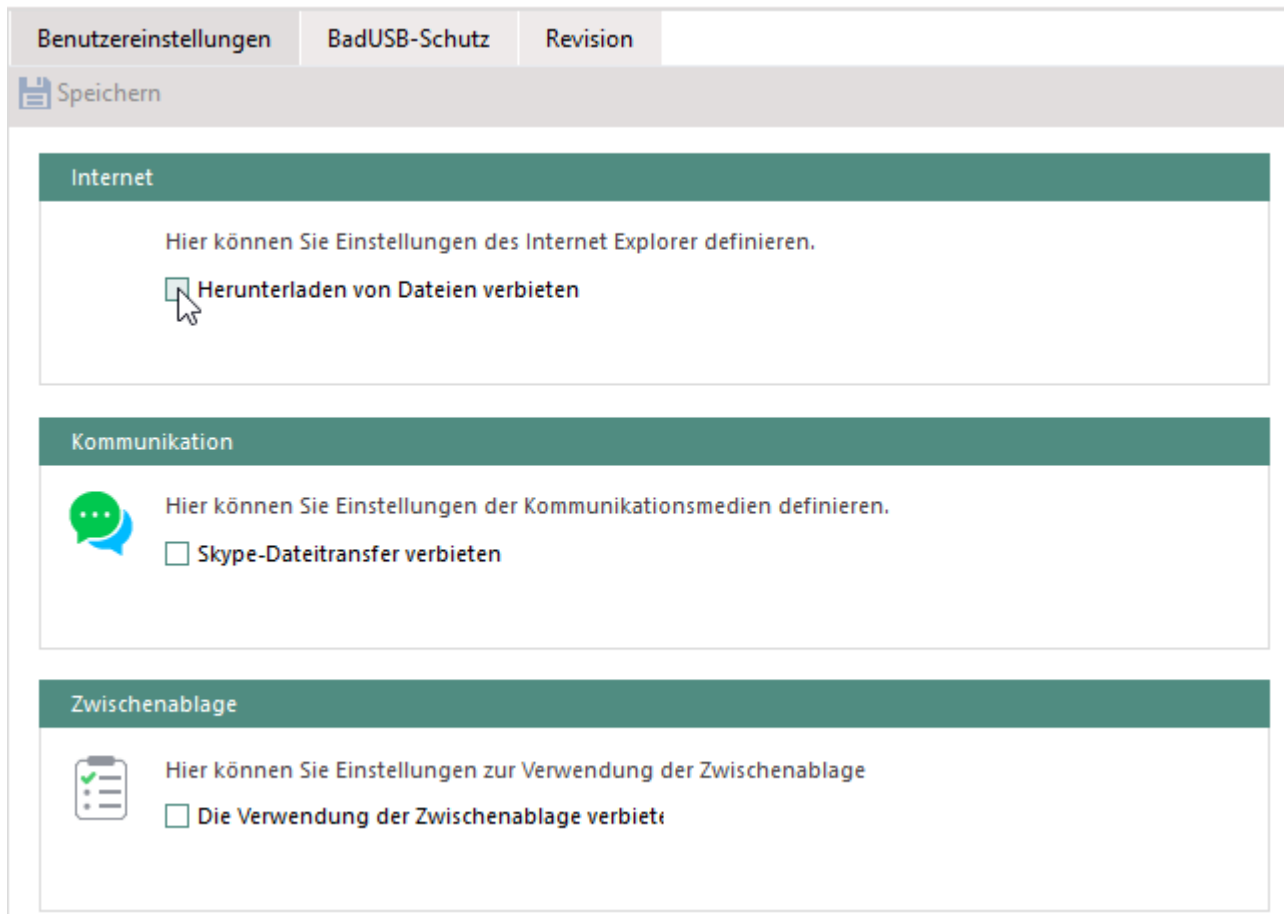 Benutzereinstellungen BadUSB-Schutz Revision
Speichern
Internet
Hier können Sie Einstellungen des Internet Explorer definieren.
Herunterladen von Dateien verbieten
Kommunikation
Hier können Sie Einstellungen der Kommunikationsmedien definieren.
Skype-Dateitransfer verbieten
Zwischenablage
Hier können Sie Einstellungen zur Verwendung der Zwischenablage
Die Verwendung der Zwischenablage verbiete